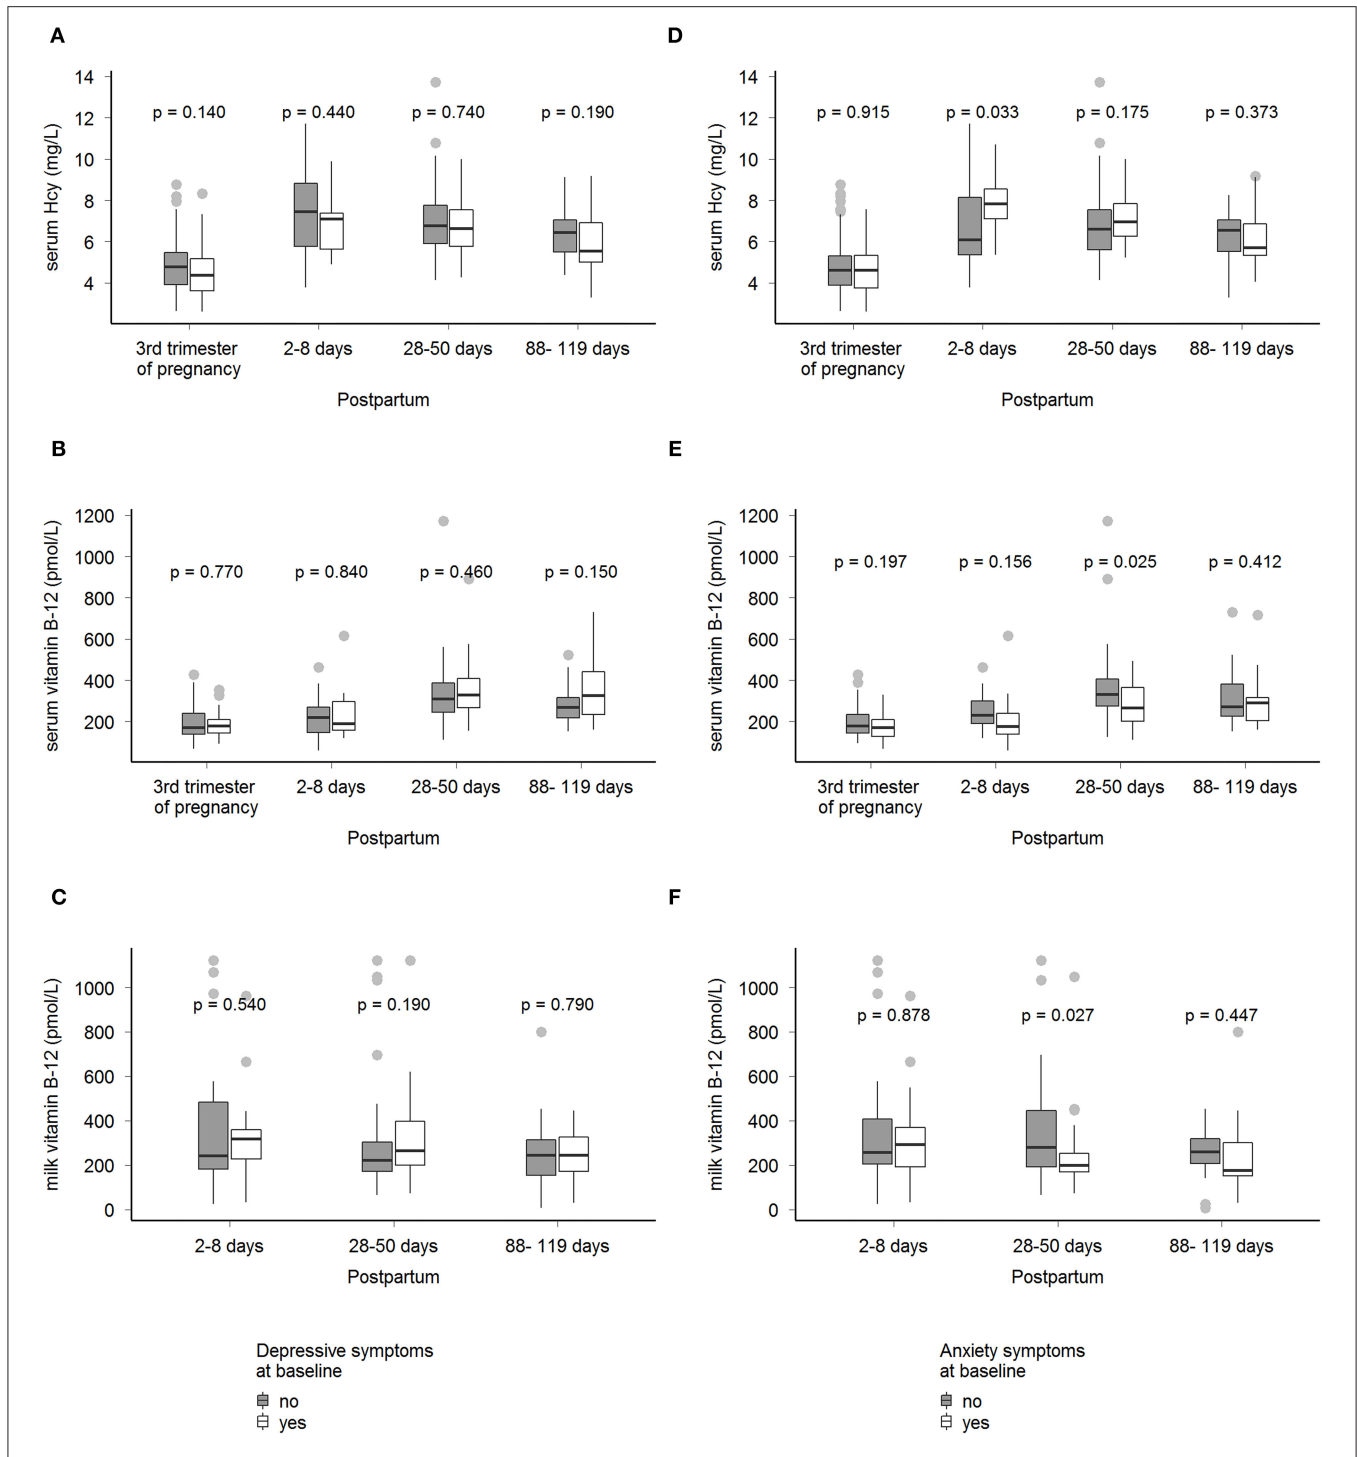 A
serum Hcy (mg/L)
14
12
10
8
6
4
p = 0.140
p = 0.440
p = 0.740
p = 0.190
3rd trimester
of pregnancy
2-8 days
28-50 days
88- 119 days
Postpartum
D
serum Hcy (mg/L)
14
12
10
8
6
4
p = 0.915
p = 0.033
p = 0.175
p = 0.373
3rd trimester
of pregnancy
2-8 days
28-50 days
88- 119 days
Postpartum
B
serum vitamin B-12 (pmol/L)
1200
1000
800
600
400
200
p = 0.770
p = 0.840
p = 0.460
p = 0.150
3rd trimester
of pregnancy
2-8 days
28-50 days
88- 119 days
Postpartum
E
serum vitamin B-12 (pmol/L)
1200
1000
800
600
400
200
p = 0.197
p = 0.156
p = 0.025
p = 0.412
3rd trimester
of pregnancy
2-8 days
28-50 days
88- 119 days
Postpartum
C
milk vitamin B-12 (pmol/L)
1000
800
600
400
200
0
p = 0.540
p = 0.190
p = 0.790
2-8 days
28-50 days
88- 119 days
Postpartum
F
milk vitamin B-12 (pmol/L)
1000
800
600
400
200
0
p = 0.878
p = 0.027
p = 0.447
2-8 days
28-50 days
88- 119 days
Postpartum
Depressive symptoms
at baseline
no
yes
Anxiety symptoms
at baseline
no
yes